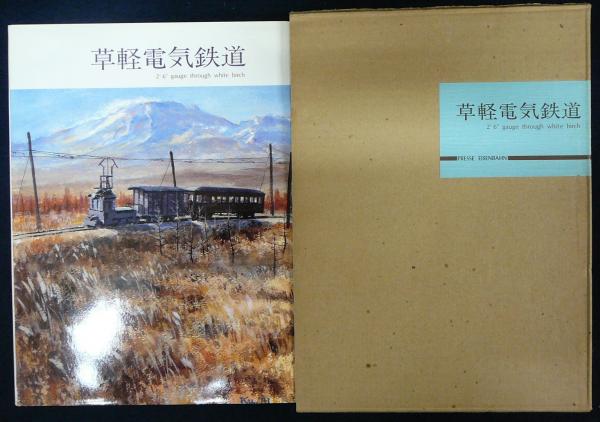 草軽電気鉄道
2'6" gauge through white birch
草軽電気鉄道
2'6" gauge through white birch
PRESSE EISENBAHN